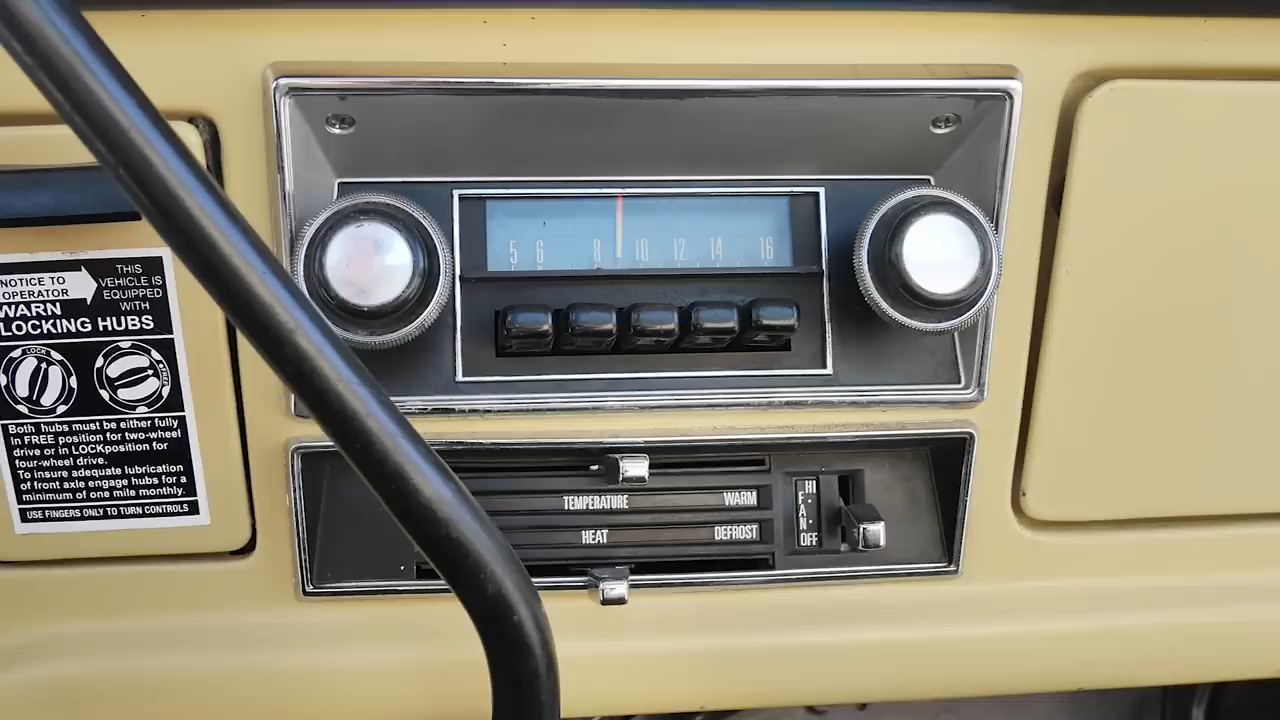 5 6 8 10 12 14 16
NOTICE TO
OPERATOR
THIS
VEHICLE IS
EQUIPPED
WITH
WARN
LOCKING HUBS
LOCK
FREE
Both hubs must be either fully
in FREE position for two-wheel
drive or in LOCKposition for
four-wheel drive.
To insure adequate lubrication
of front axle engage hubs for a
minimum of one mile monthly.
USE FINGERS ONLY TO TURN CONTROLS
TEMPERATURE WARM
HEAT DEFROST
HI
FAN
OFF